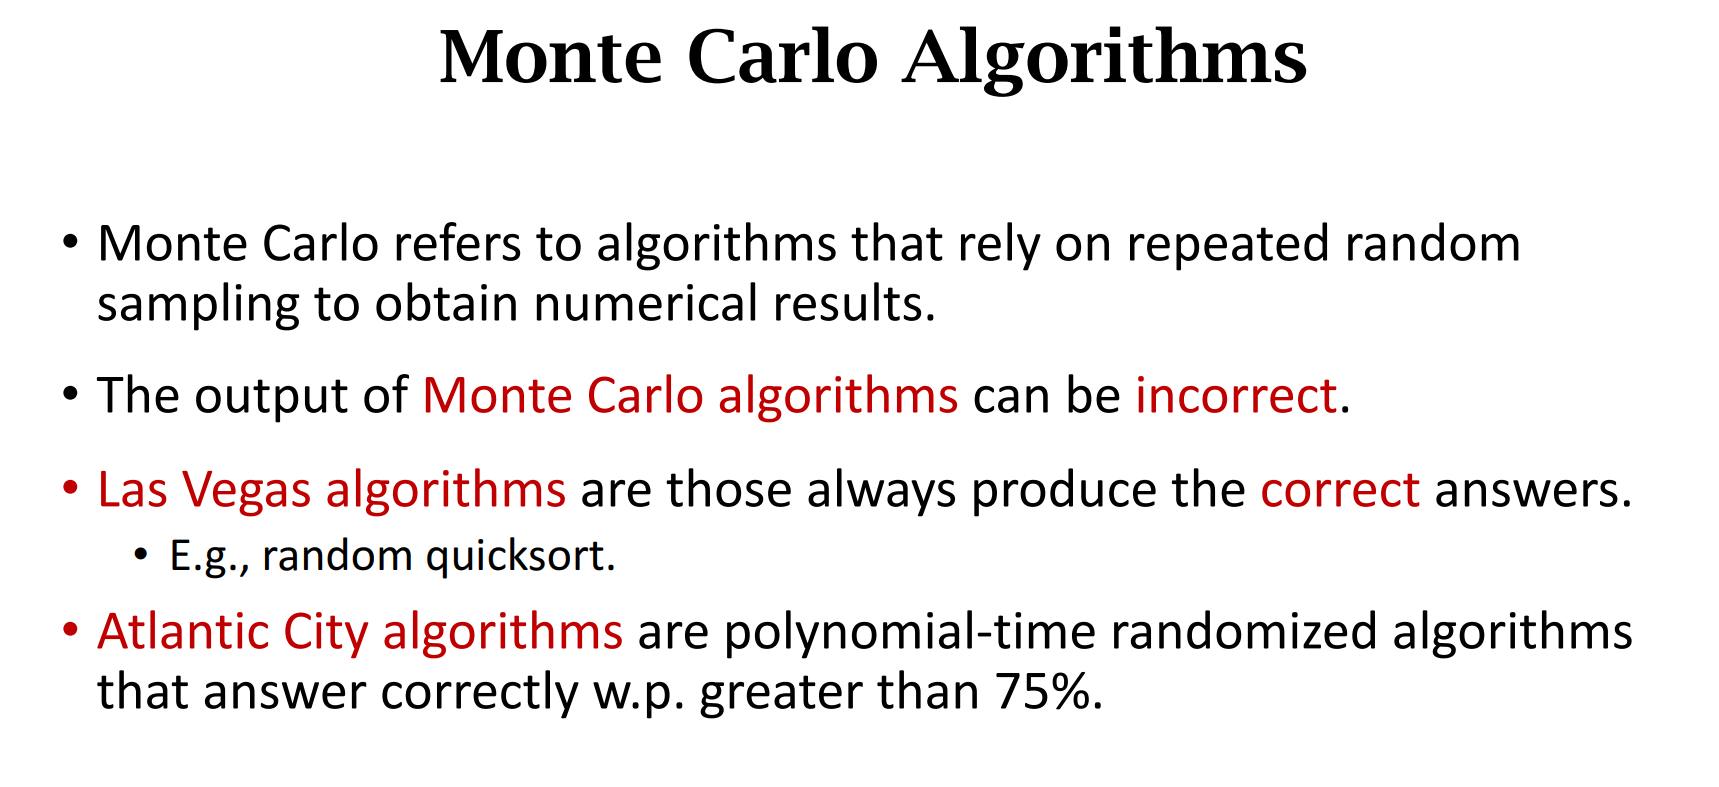 Monte Carlo Algorithms
• Monte Carlo refers to algorithms that rely on repeated random
sampling to obtain numerical results.
• The output of Monte Carlo algorithms can be incorrect.
• Las Vegas algorithms are those always produce the correct answers.
• E.g., random quicksort.
• Atlantic City algorithms are polynomial-time randomized algorithms
that answer correctly w.p. greater than 75%.